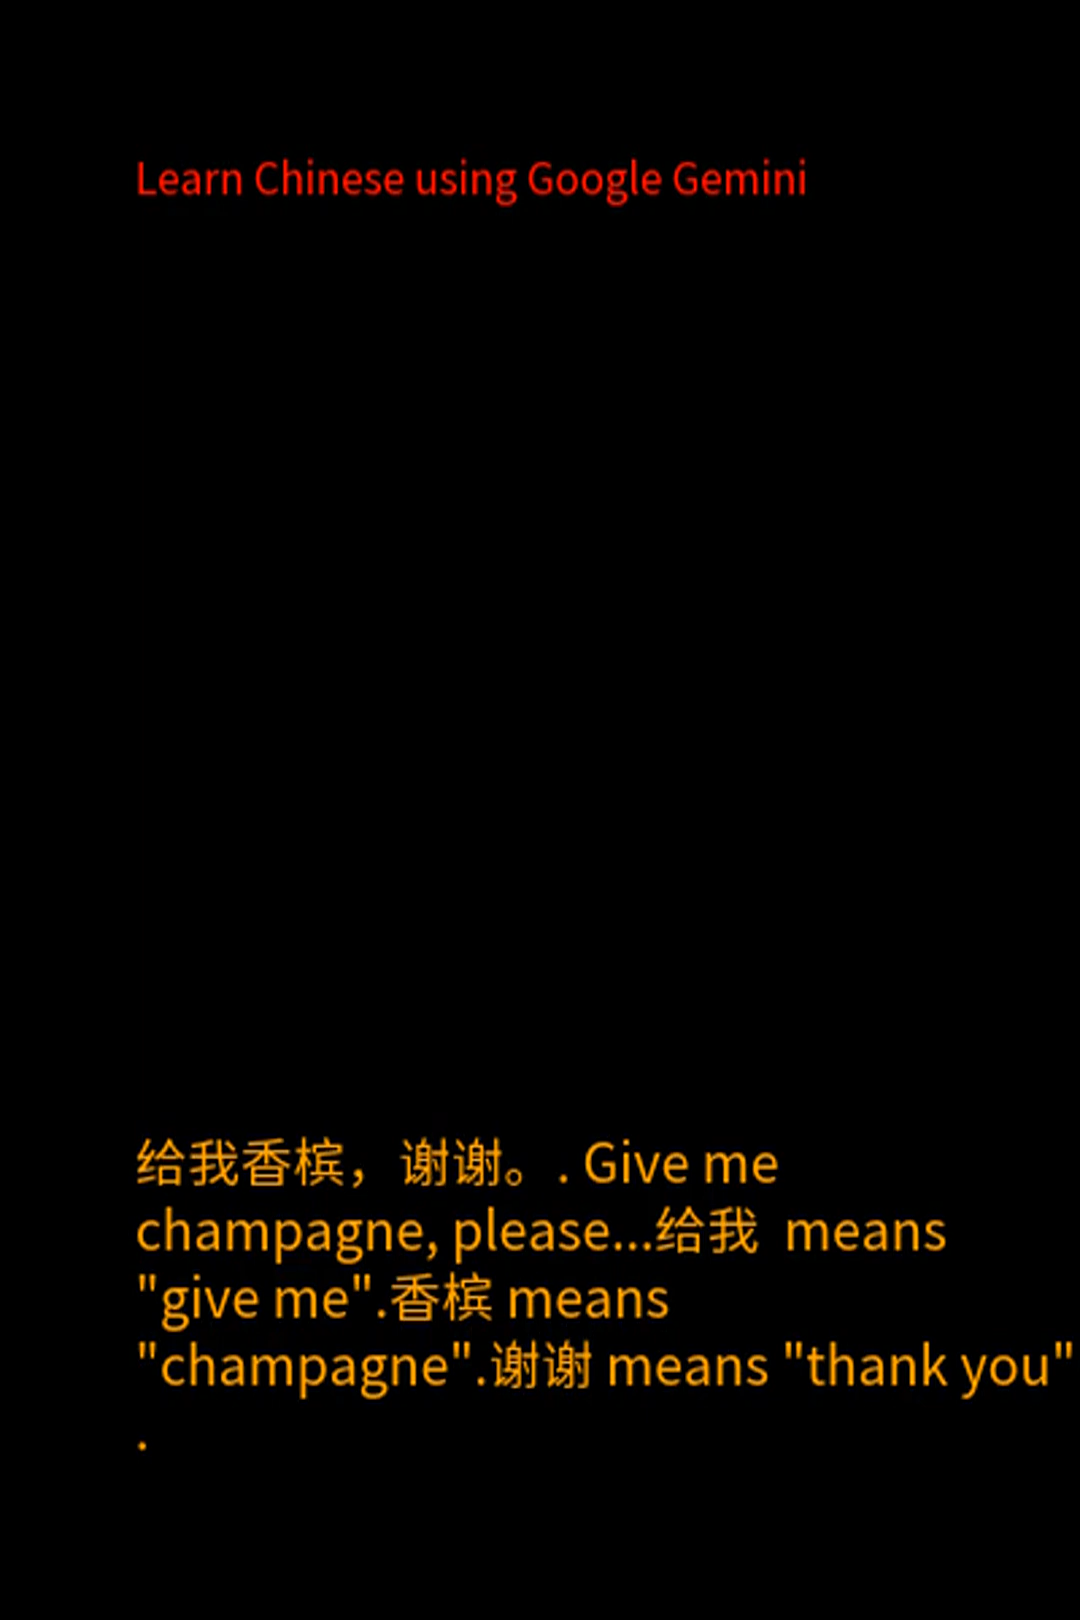 Learn Chinese using Google Gemini
给我香槟，谢谢。. Give me
champagne, please...给我  means
"give me".香槟 means
"champagne".谢谢 means "thank you"
.